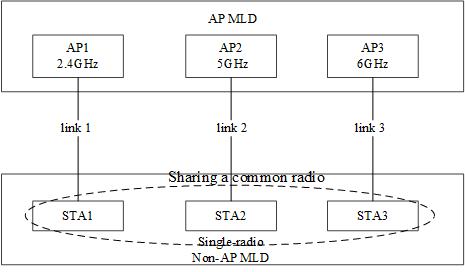 AP MLD
AP1 AP2 AP3
2.4GHz 5GHz 6GHz
link 1 link 2 link 3
Sharing a common radio
STA1 STA2 STA3
Single-radio
Non-AP MLD